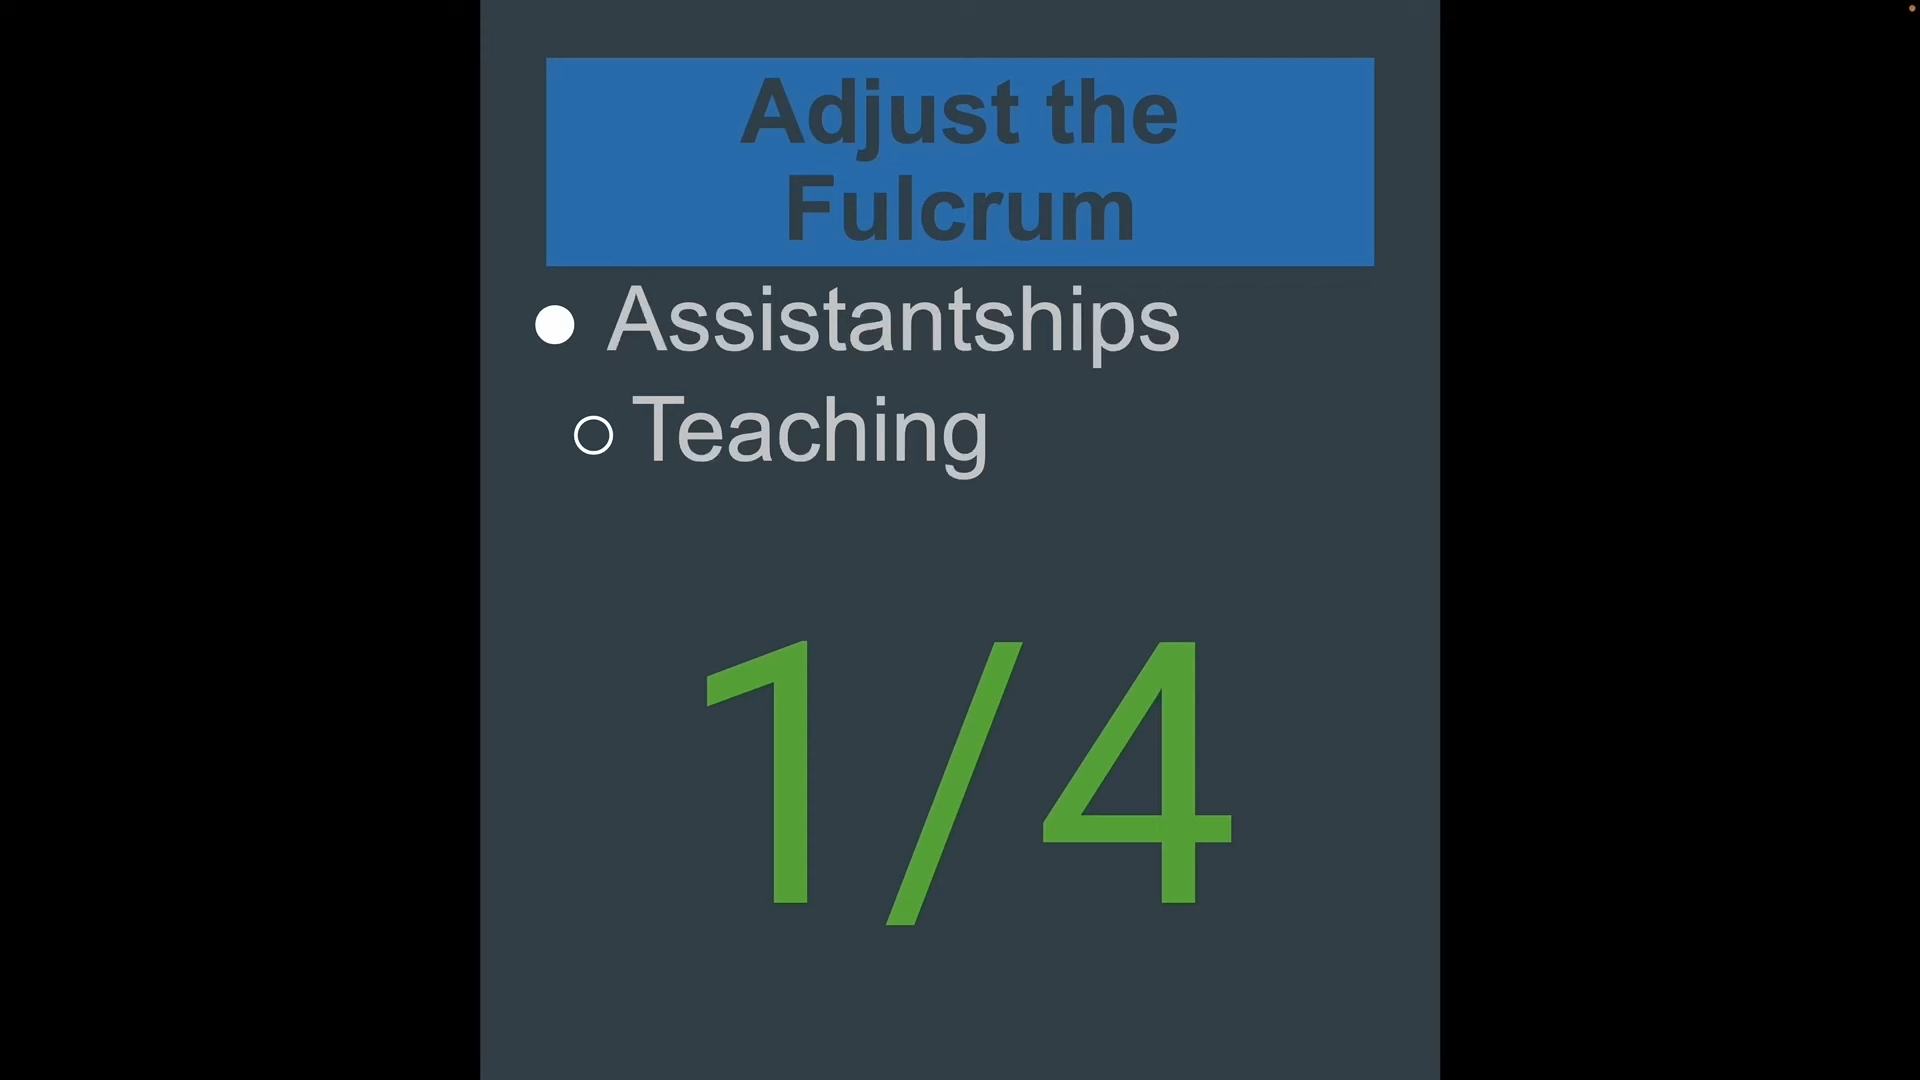 Adjust the
Fulcrum
● Assistantships
○ Teaching
1/4